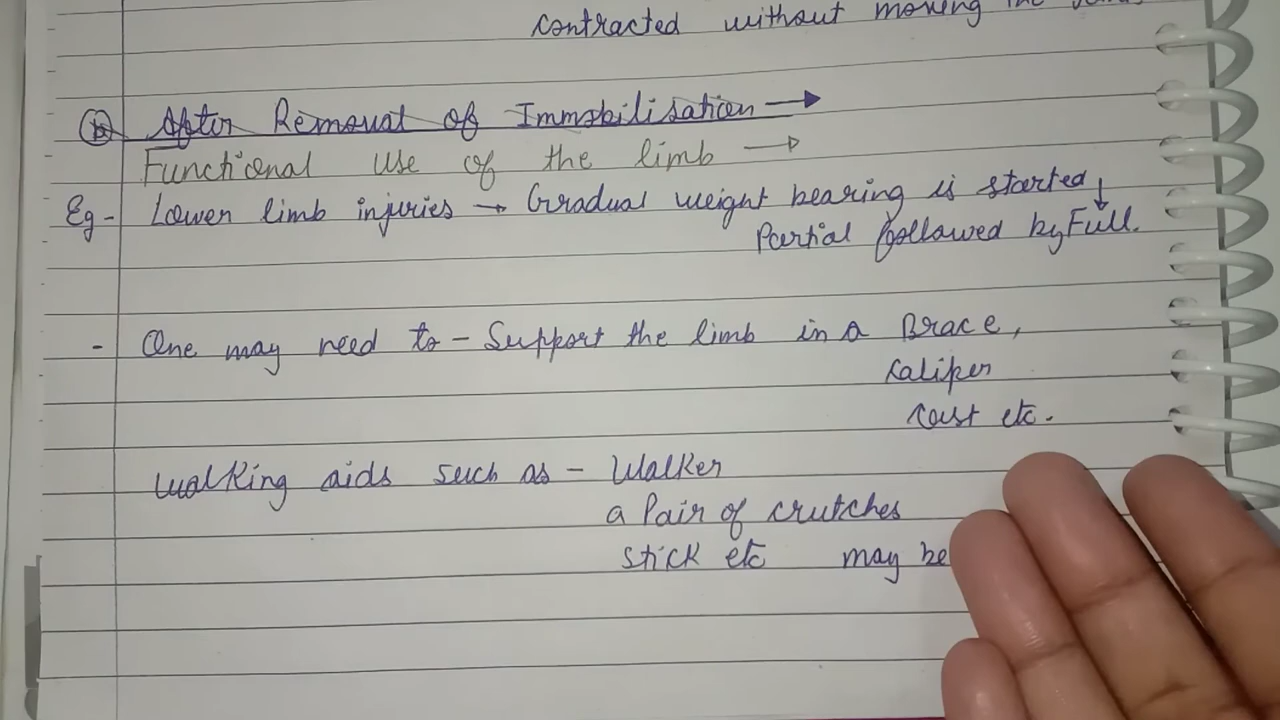 contracted without moving the
(b) After Removal of Immobilisation →
Functional use of the limb →
Eg - Lower limb injuries → Gradual weight bearing is started ↓
Partial followed by Full.
- One may need to - Support the limb in a Brace,
caliper
cast etc.
Walking aids such as - Walker
a Pair of crutches
stick etc may be